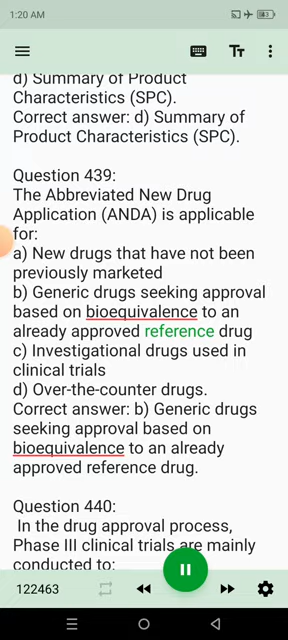 1:20 AM
d) Summary of Product
Characteristics (SPC).
Correct answer: d) Summary of
Product Characteristics (SPC).
Question 439:
The Abbreviated New Drug
Application (ANDA) is applicable
for:
a) New drugs that have not been
previously marketed
b) Generic drugs seeking approval
based on bioequivalence to an
already approved reference drug
c) Investigational drugs used in
clinical trials
d) Over-the-counter drugs.
Correct answer: b) Generic drugs
seeking approval based on
bioequivalence to an already
approved reference drug.
Question 440:
In the drug approval process,
Phase III clinical trials are mainly
conducted to:
122463